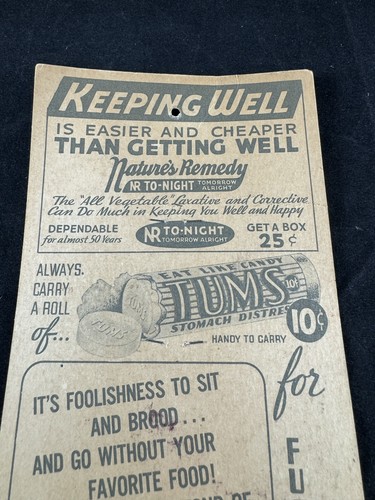 KEEPING WELL
IS EASIER AND CHEAPER
THAN GETTING WELL
Nature's Remedy
NR TO-NIGHT TOMORROW ALRIGHT
The "All Vegetable" Laxative and Corrective
Can Do Much in Keeping You Well and Happy
DEPENDABLE
for almost 50 Years
NR TO-NIGHT
TOMORROW ALRIGHT
GET A BOX
25¢
ALWAYS
CARRY
A ROLL
of...
EAT LIKE CANDY
TUMS
10¢
STOMACH DISTRESS
TUMS
10¢
HANDY TO CARRY
for
IT'S FOOLISHNESS TO SIT
AND BROOD...
AND GO WITHOUT YOUR
FAVORITE FOOD!
OF
F
U